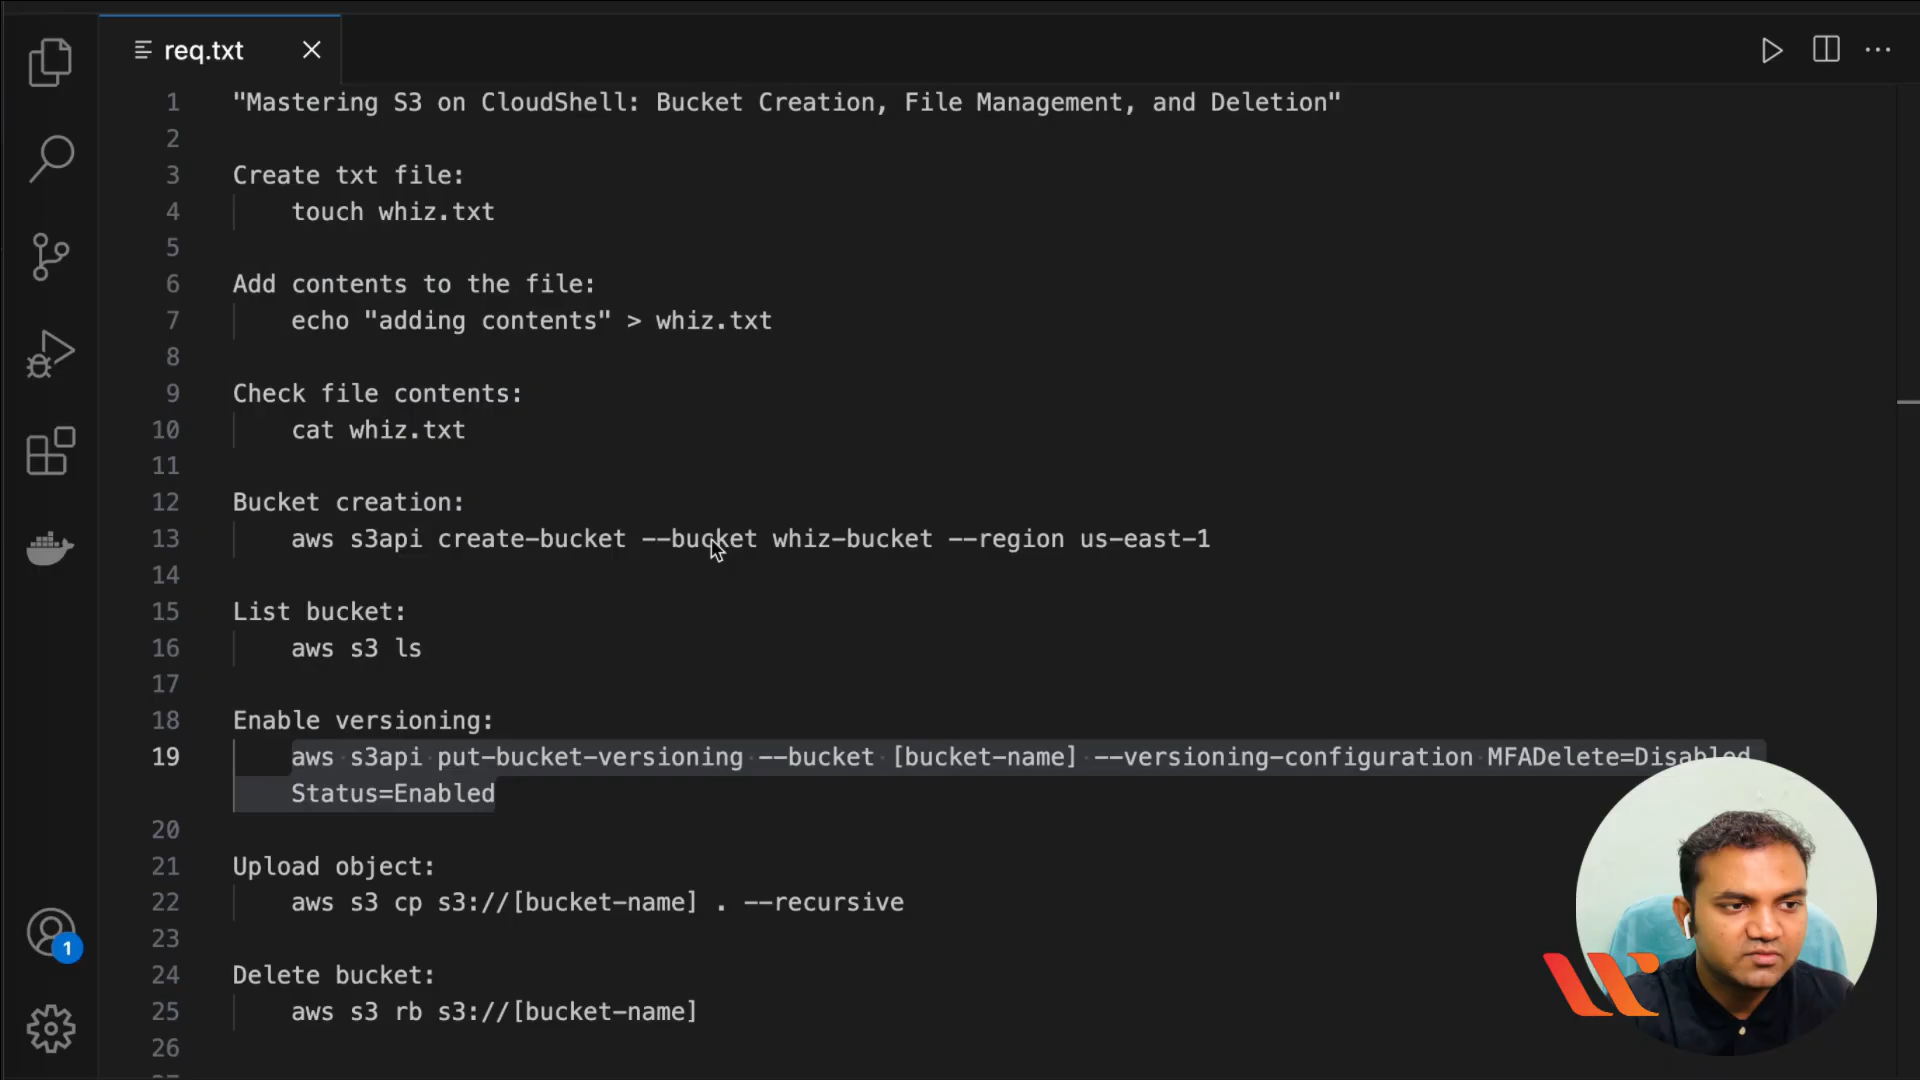 req.txt
1 "Mastering S3 on CloudShell: Bucket Creation, File Management, and Deletion"
2
3 Create txt file:
4 touch whiz.txt
5
6 Add contents to the file:
7 echo "adding contents" > whiz.txt
8
9 Check file contents:
10 cat whiz.txt
11
12 Bucket creation:
13 aws s3api create-bucket --bucket whiz-bucket --region us-east-1
14
15 List bucket:
16 aws s3 ls
17
18 Enable versioning:
19 aws s3api put-bucket-versioning --bucket [bucket-name] --versioning-configuration MFADelete=Disabled
Status=Enabled
20
21 Upload object:
22 aws s3 cp s3://[bucket-name] . --recursive
23
24 Delete bucket:
25 aws s3 rb s3://[bucket-name]
26
1